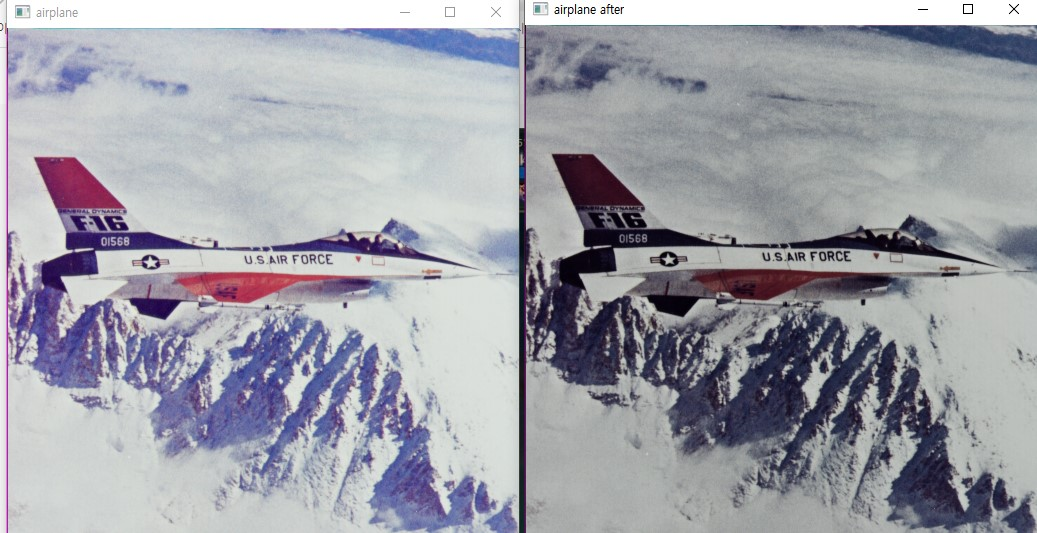 airplane
airplane after
GENERAL DYNAMICS
F-16
01568
U.S. AIR FORCE
GENERAL DYNAMICS
F-16
01568
U.S. AIR FORCE